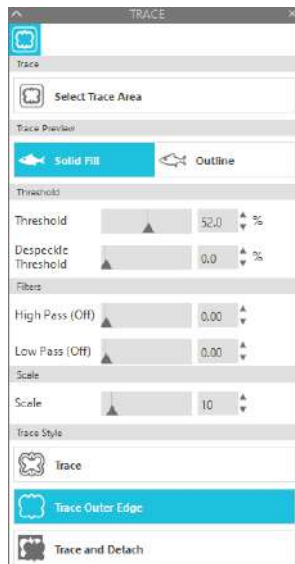 TRACE
Trace
Select Trace Area
Trace Preview
Solid Fill
Outline
Threshold
Threshold 52.0 %
Despeckle
Threshold 0.0 %
Filters
High Pass (Off) 0.00
Low Pass (Off) 0.00
Scale
Scale 10
Trace Style
Trace
Trace Outer Edge
Trace and Detach